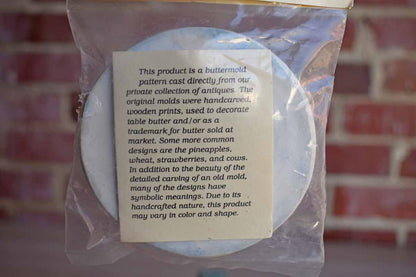 This product is a buttermold
pattern cast directly from our
private collection of antiques. The
original molds were handcarved,
wooden prints, used to decorate
table butter and/or as a
trademark for butter sold at
market. Some more common
designs are the pineapples,
wheat, strawberries, and cows.
In addition to the beauty of the
detailed carving of an old mold,
many of the designs have
symbolic meanings. Due to its
handcrafted nature, this product
may vary in color and shape.